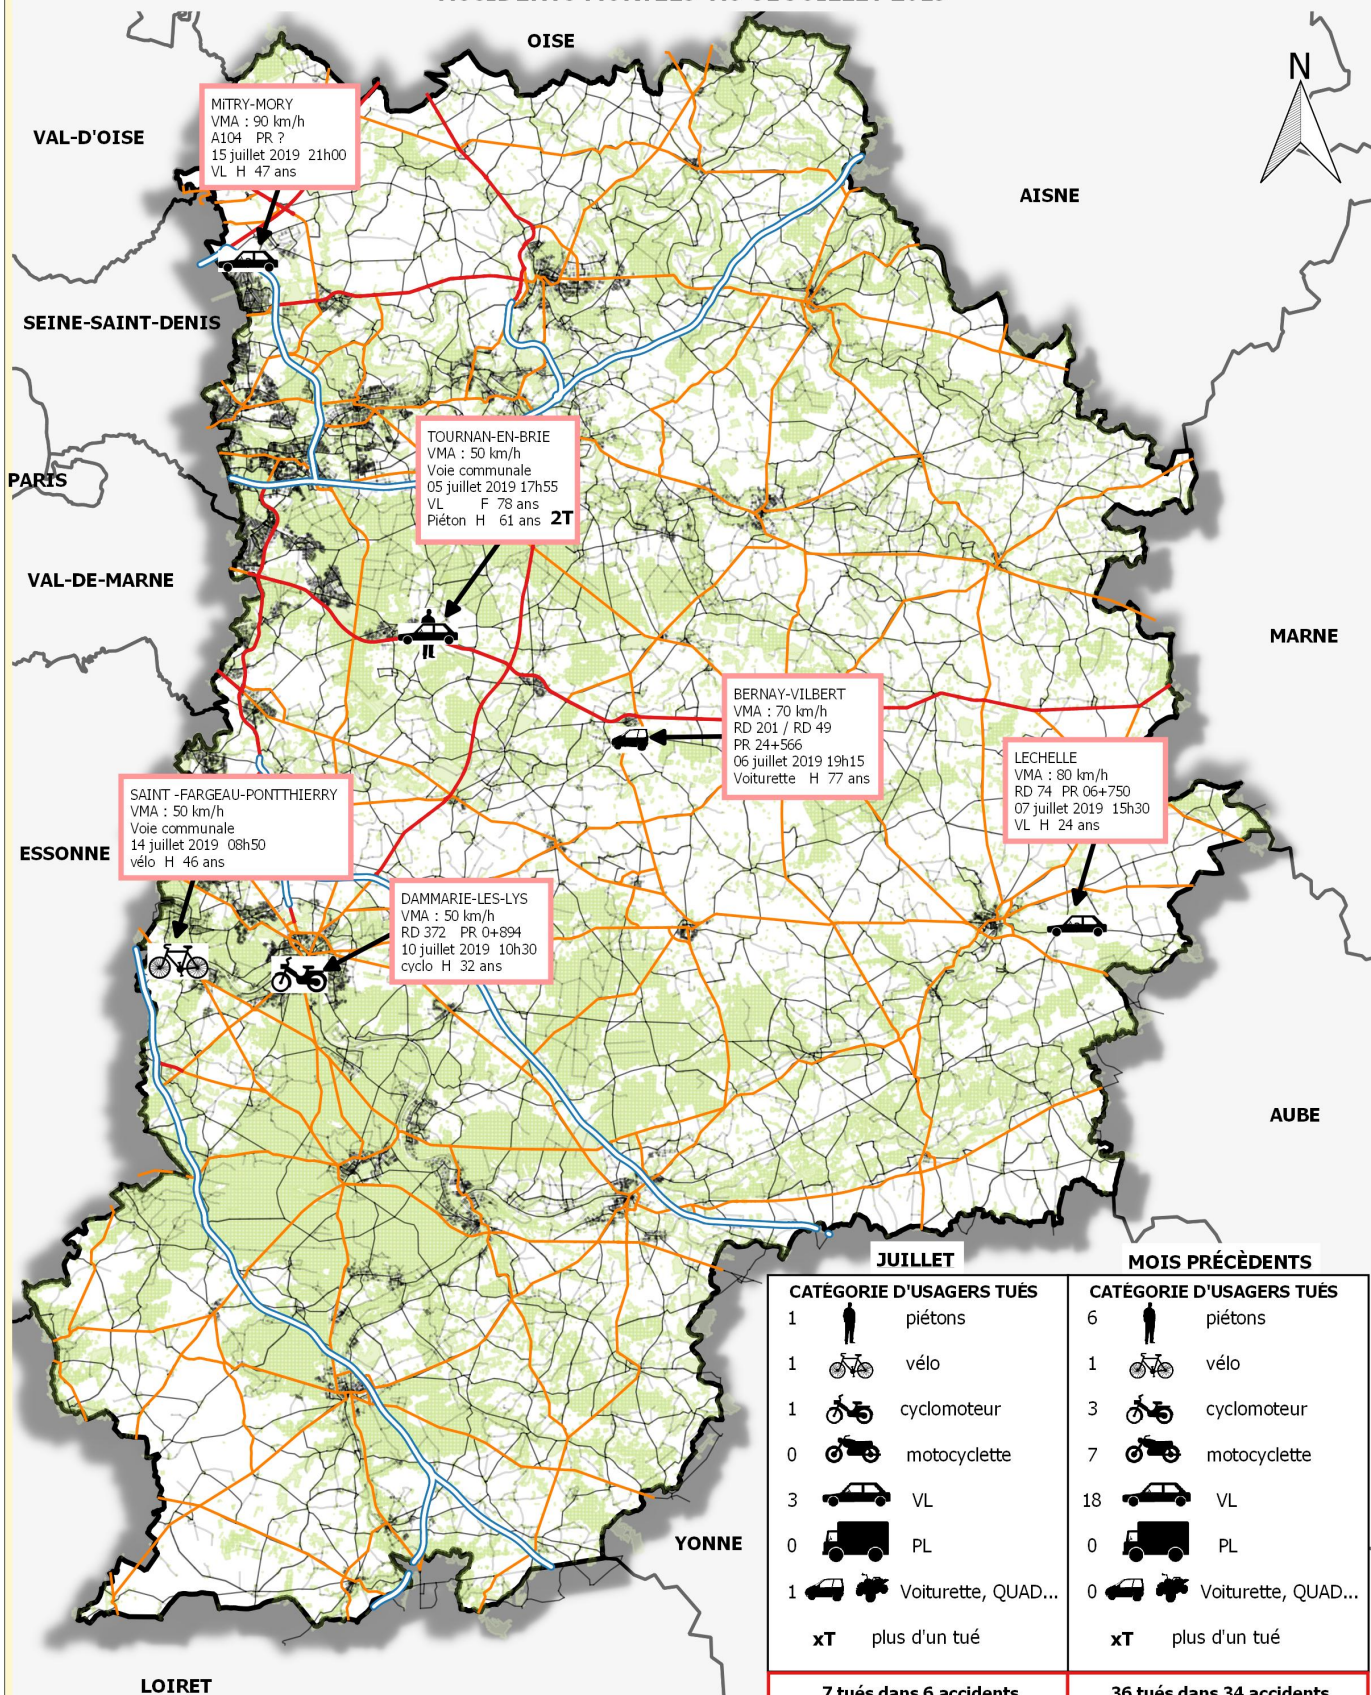 OISE
N
VAL-D'OISE
MiTRY-MORY
VMA : 90 km/h
A104 PR ?
15 juillet 2019 21h00
VL H 47 ans
AISNE
SEINE-SAINT-DENIS
TOURNAN-EN-BRIE
VMA : 50 km/h
Voie communale
05 juillet 2019 17h55
VL F 78 ans
Piéton H 61 ans 2T
PARIS
VAL-DE-MARNE
MARNE
BERNAY-VILBERT
VMA : 70 km/h
RD 201 / RD 49
PR 24+566
06 juillet 2019 19h15
Voiturette H 77 ans
LECHELLE
VMA : 80 km/h
RD 74 PR 06+750
07 juillet 2019 15h30
VL H 24 ans
SAINT -FARGEAU-PONTTHIERRY
VMA : 50 km/h
Voie communale
14 juillet 2019 08h50
vélo H 46 ans
ESSONNE
DAMMARIE-LES-LYS
VMA : 50 km/h
RD 372 PR 0+894
10 juillet 2019 10h30
cyclo H 32 ans
AUBE
YONNE
LOIRET
JUILLET
CATÉGORIE D'USAGERS TUÉS
1 piétons
1 vélo
1 cyclomoteur
0 motocyclette
3 VL
0 PL
1 Voiturette, QUAD...
xT plus d'un tué
7 tués dans 6 accidents
MOIS PRÉCÈDENTS
CATÉGORIE D'USAGERS TUÉS
6 piétons
1 vélo
3 cyclomoteur
7 motocyclette
18 VL
0 PL
0 Voiturette, QUAD...
xT plus d'un tué
36 tués dans 34 accidents